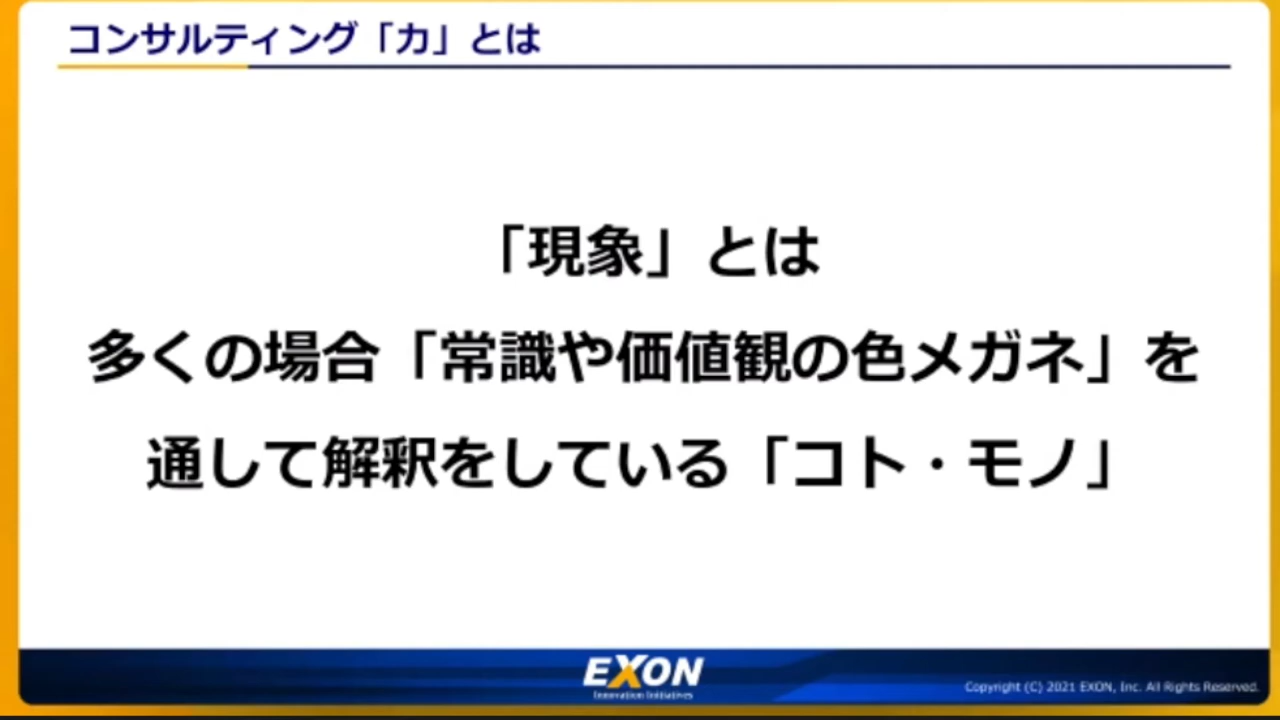 コンサルティング「力」とは
「現象」とは
多くの場合「常識や価値観の色メガネ」を
通して解釈をしている「コト・モノ」
EXON
Innovation Initiatives
Copyright (C) 2021 EXON, Inc. All Rights Reserved.